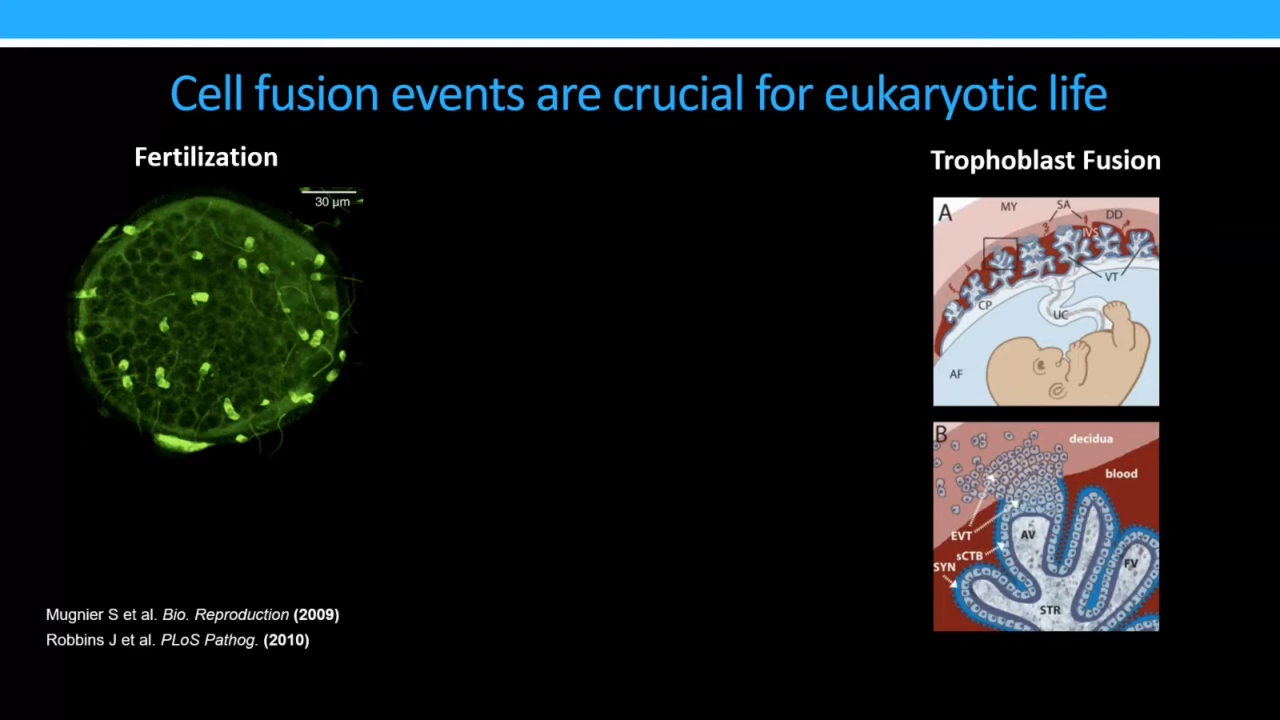 Cell fusion events are crucial for eukaryotic life
Fertilization
30 µm
Trophoblast Fusion
A
MY
SA
DD
IVS
VT
CP
UC
AF
B
decidua
blood
EVT
AV
sCTB
SYN
FV
STR
Mugnier S et al. Bio. Reproduction (2009)
Robbins J et al. PLoS Pathog. (2010)